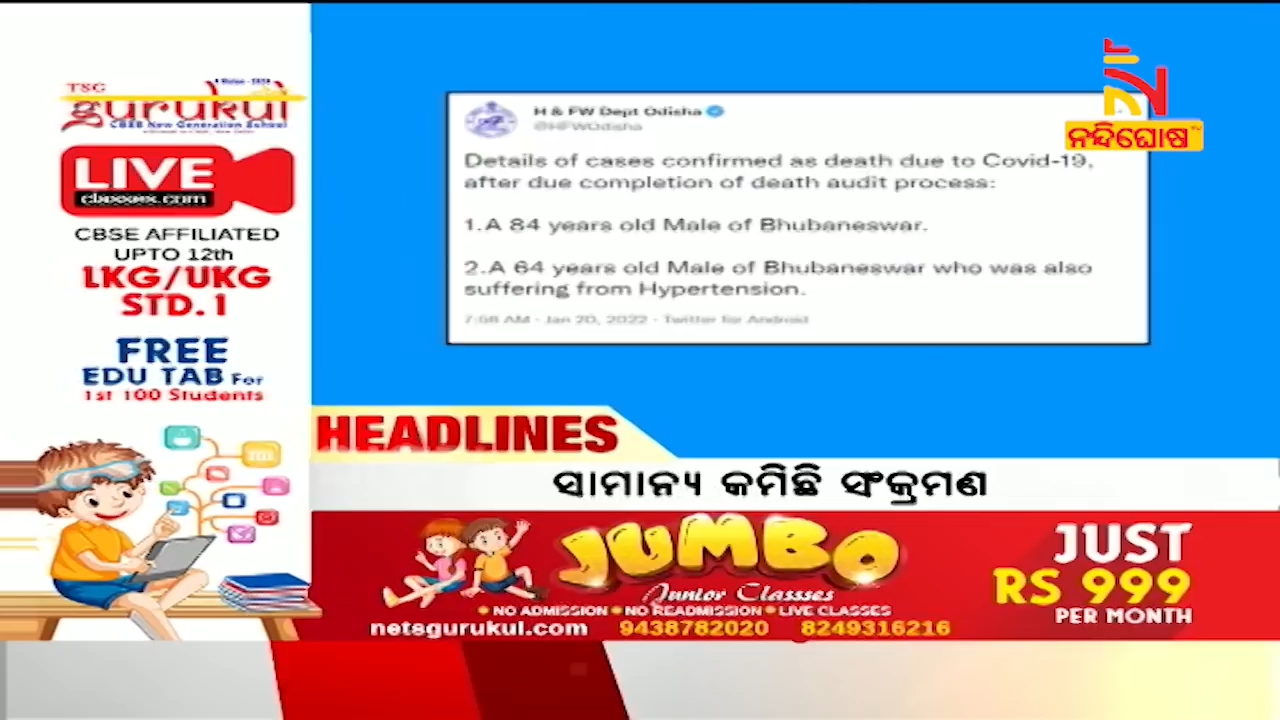 TSG
gurukul
CBSE New Generation School
LIVE
classes.com
CBSE AFFILIATED
UPTO 12th
LKG/UKG
STD.1
FREE
EDU TAB For
1st 100 Students
ନନ୍ଦିଘୋଷ TV
H & FW Dept Odisha
@HFWOdisha
Details of cases confirmed as death due to Covid-19,
after due completion of death audit process:
1.A 84 years old Male of Bhubaneswar.
2.A 64 years old Male of Bhubaneswar who was also
suffering from Hypertension.
7:58 AM · Jan 20, 2022 · Twitter for Android
HEADLINES
ସାମାନ୍ୟ କମିଛି ସଂକ୍ରମଣ
JUMBO
Junior Classses
NO ADMISSION NO READMISSION LIVE CLASSES
netsgurukul.com 9438782020 8249316216
JUST
RS 999
PER MONTH